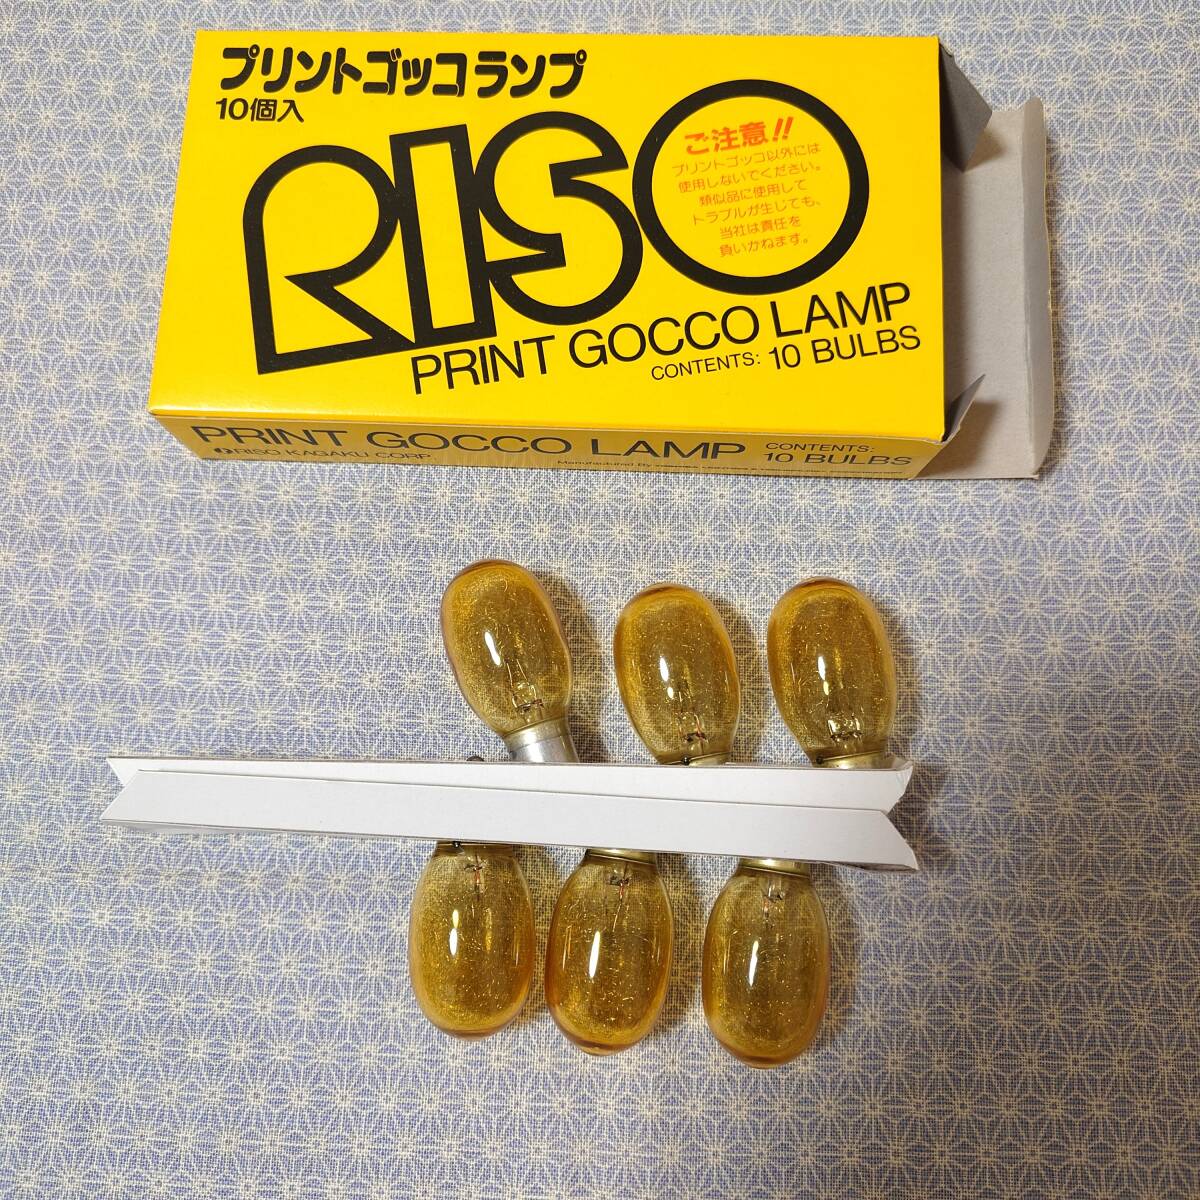 プリントゴッコランプ
10個入
RISO
ご注意!!
プリントゴッコ以外には
使用しないでください。
類似品に使用して
トラブルが生じても、
当社は責任を
負いかねます。
PRINT GOCCO LAMP
CONTENTS: 10 BULBS
PRINT GOCCO LAMP CONTENTS: 10 BULBS
RISO KAGAKU CORP.
Manufactured By